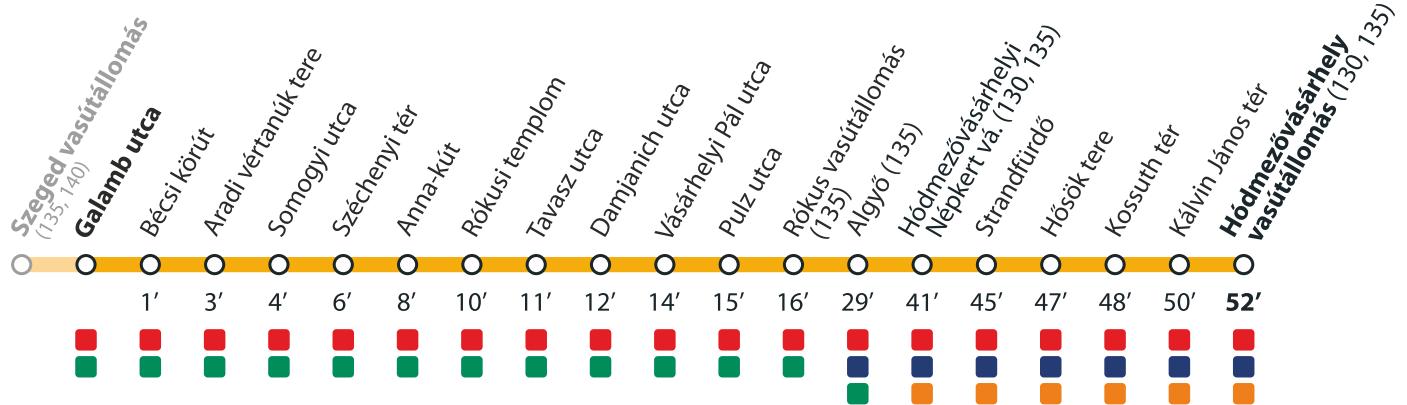 Szeged vasútállomás
(135, 140)
Galamb utca
Bécsi körút
Aradi vértanúk tere
Somogyi utca
Széchenyi tér
Anna-kút
Rókusi templom
Tavasz utca
Damjanich utca
Vásárhelyi Pál utca
Pulz utca
Rókus vasútállomás
(135)
Algyő (135)
Hódmezővásárhelyi
Népkert vá. (130, 135)
Strandfürdő
Hősök tere
Kossuth tér
Kálvin János tér
Hódmezővásárhely
vasútállomás (130, 135)
1’ 3’ 4’ 6’ 8’ 10’ 11’ 12’ 14’ 15’ 16’ 29’ 41’ 45’ 47’ 48’ 50’ 52’